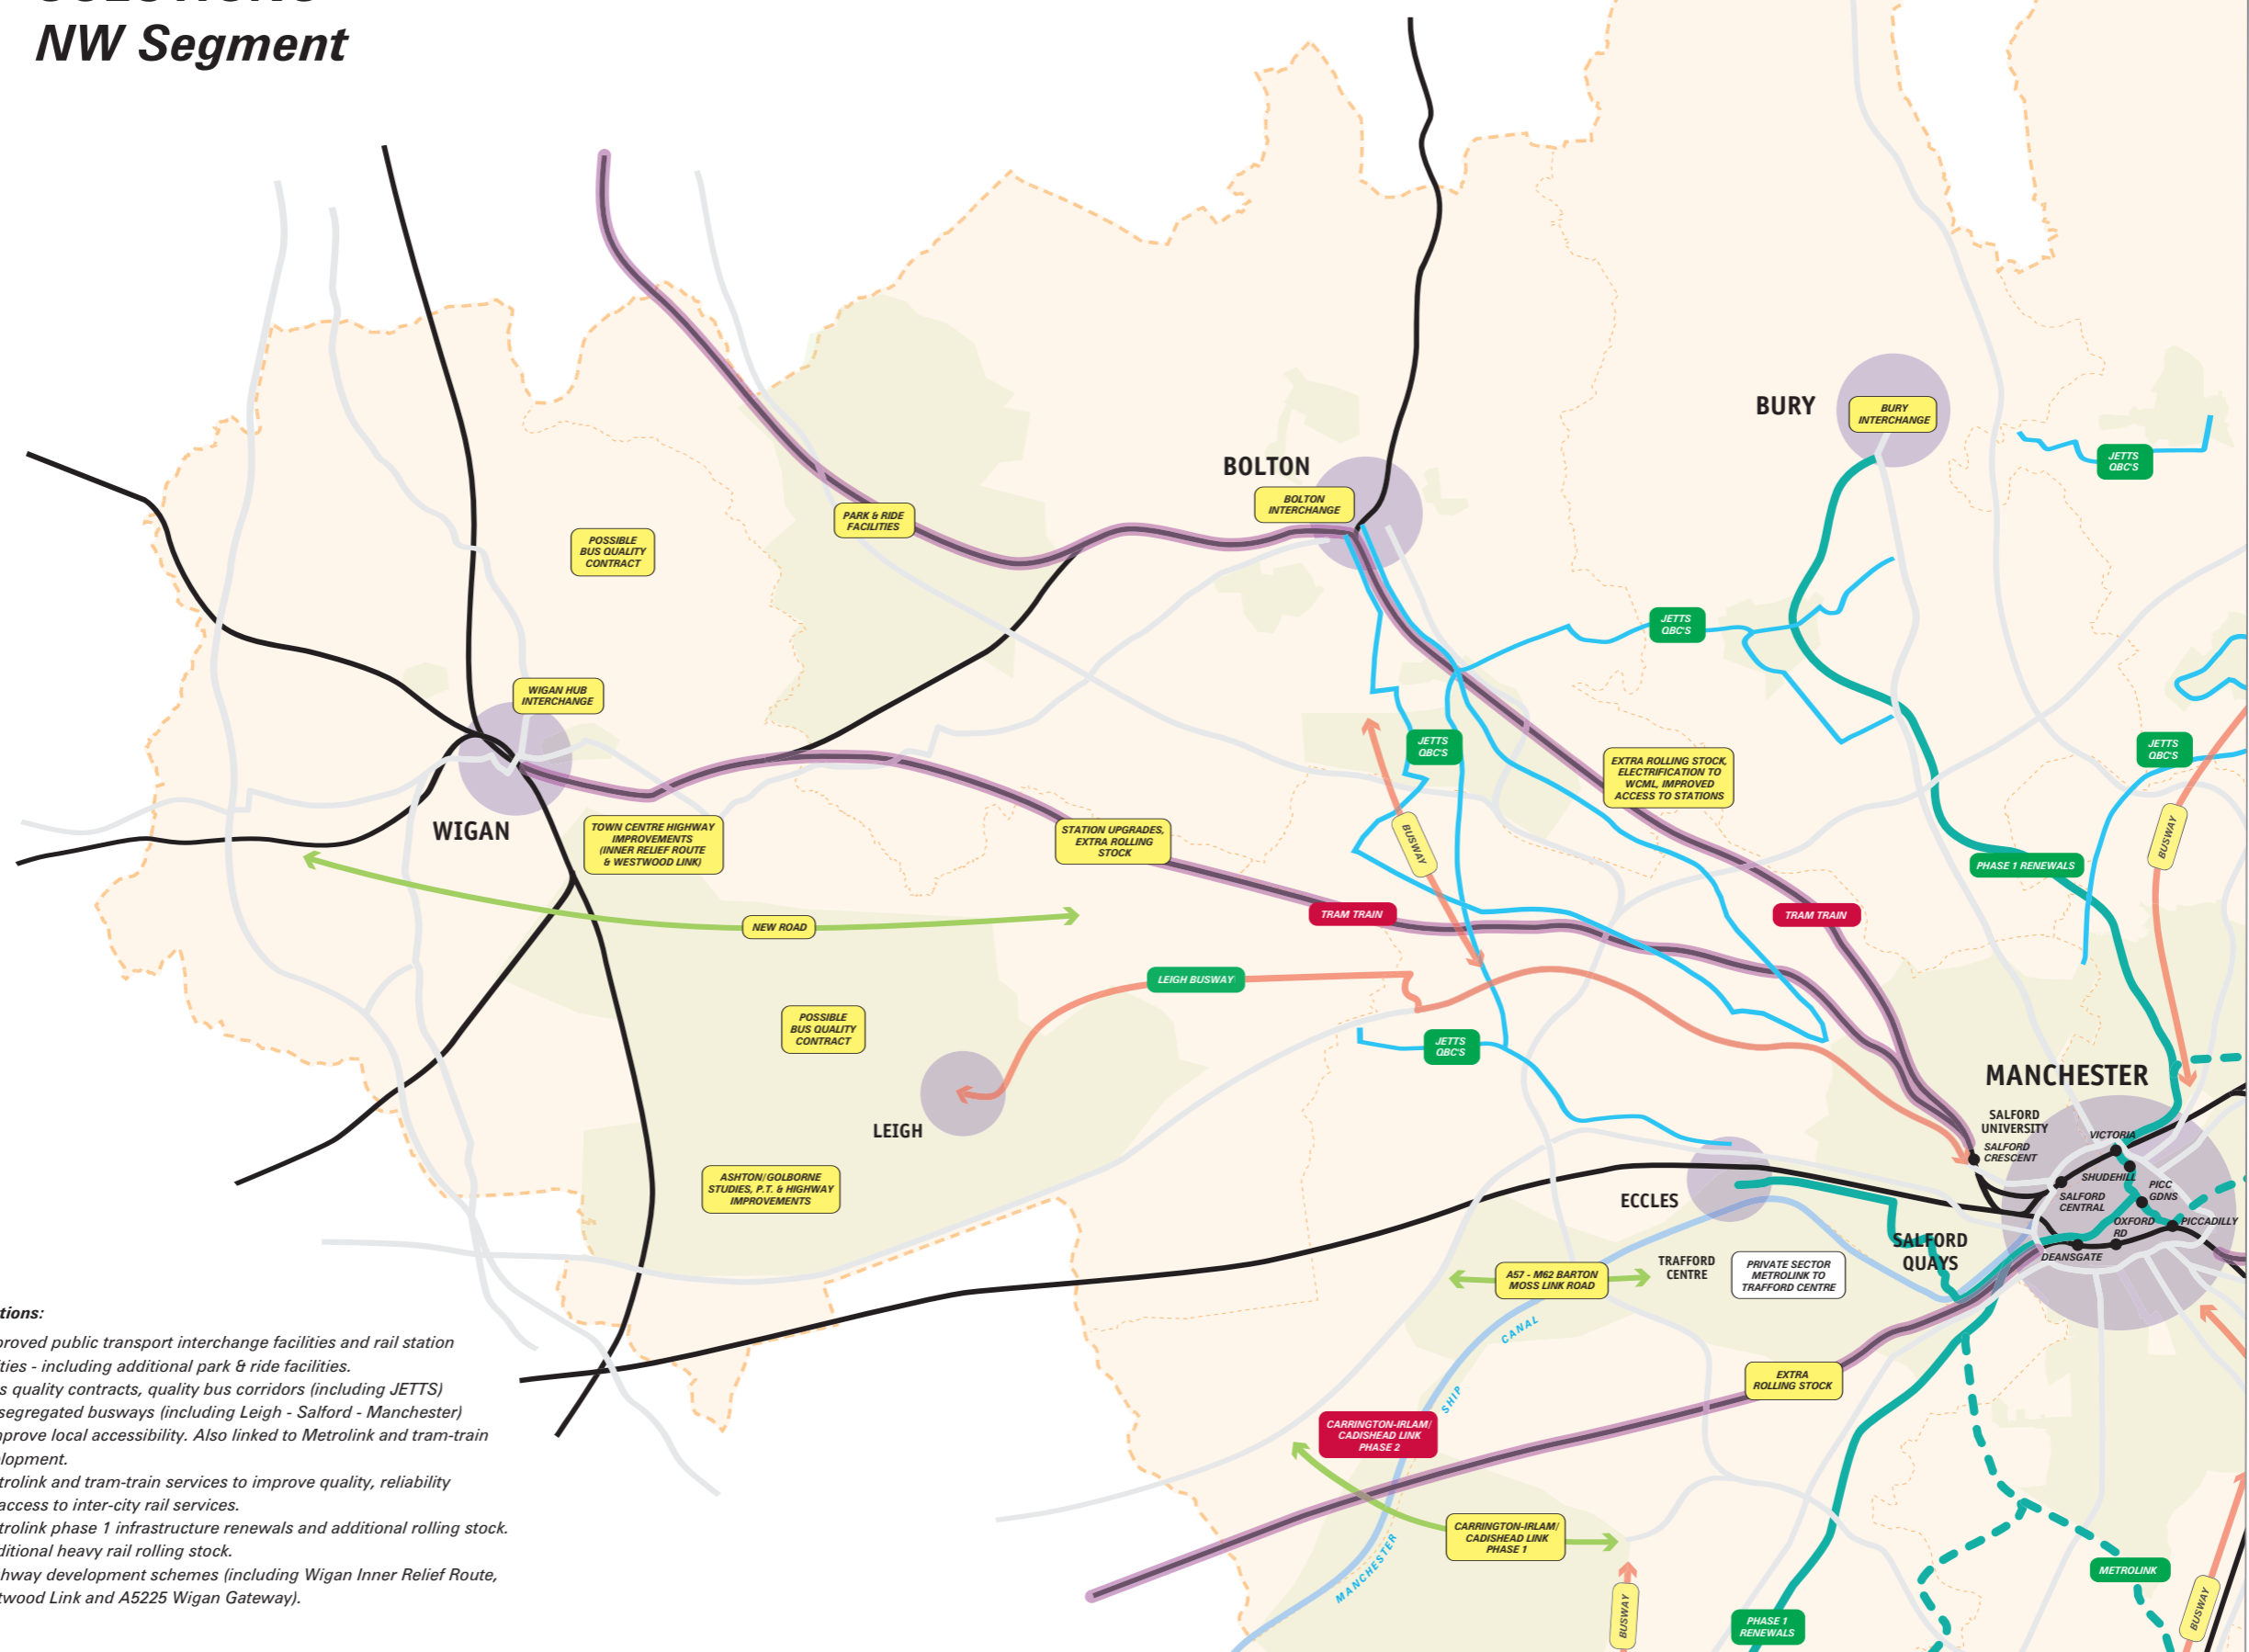 NW Segment
BURY
BURY
INTERCHANGE
JETTS
QBC'S
BOLTON
BOLTON
INTERCHANGE
PARK & RIDE
FACILITIES
POSSIBLE
BUS QUALITY
CONTRACT
JETTS
QBC'S
WIGAN HUB
INTERCHANGE
JETTS
QBC'S
JETTS
QBC'S
EXTRA ROLLING STOCK,
ELECTRIFICATION TO
WCML, IMPROVED
ACCESS TO STATIONS
WIGAN
TOWN CENTRE HIGHWAY
IMPROVEMENTS
(INNER RELIEF ROUTE
& WESTWOOD LINK)
STATION UPGRADES,
EXTRA ROLLING
STOCK
BUSWAY
BUSWAY
PHASE 1 RENEWALS
NEW ROAD
TRAM TRAIN
TRAM TRAIN
LEIGH BUSWAY
POSSIBLE
BUS QUALITY
CONTRACT
JETTS
QBC'S
LEIGH
MANCHESTER
SALFORD
UNIVERSITY
VICTORIA
SALFORD
CRESCENT
SHUDEHILL
PICC
GDNS
SALFORD
CENTRAL
OXFORD
RD
PICCADILLY
DEANSGATE
ASHTON/GOLBORNE
STUDIES, P.T. & HIGHWAY
IMPROVEMENTS
ECCLES
SALFORD
QUAYS
TRAFFORD
CENTRE
PRIVATE SECTOR
METROLINK TO
TRAFFORD CENTRE
A57 - M62 BARTON
MOSS LINK ROAD
MANCHESTER
SHIP
CANAL
EXTRA
ROLLING STOCK
CARRINGTON-IRLAM/
CADISHEAD LINK
PHASE 2
CARRINGTON-IRLAM/
CADISHEAD LINK
PHASE 1
BUSWAY
PHASE 1
RENEWALS
METROLINK
BUSWAY
tions:
proved public transport interchange facilities and rail station
ities - including additional park & ride facilities.
s quality contracts, quality bus corridors (including JETTS)
segregated busways (including Leigh - Salford - Manchester)
prove local accessibility. Also linked to Metrolink and tram-train
lopment.
trolink and tram-train services to improve quality, reliability
access to inter-city rail services.
trolink phase 1 infrastructure renewals and additional rolling stock.
ditional heavy rail rolling stock.
hway development schemes (including Wigan Inner Relief Route,
twood Link and A5225 Wigan Gateway).